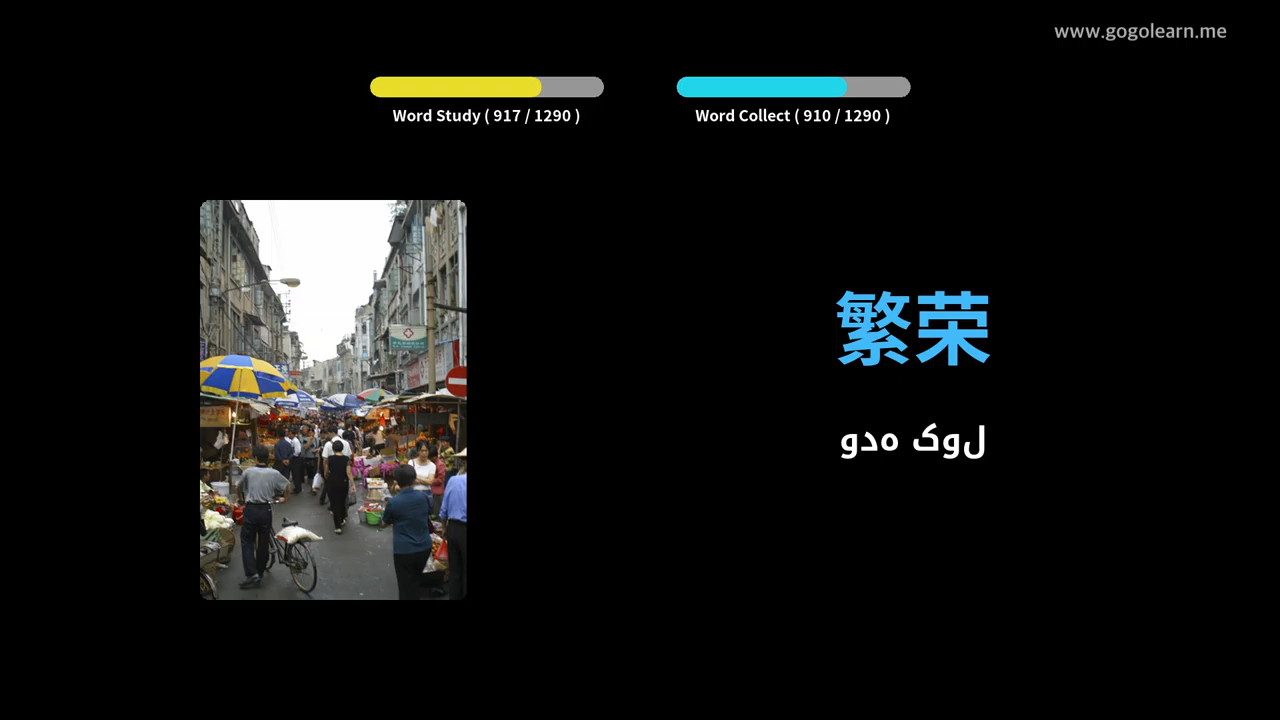 www.gogolearn.me
Word Study ( 917 / 1290 )
Word Collect ( 910 / 1290 )
繁荣
لوک هدو